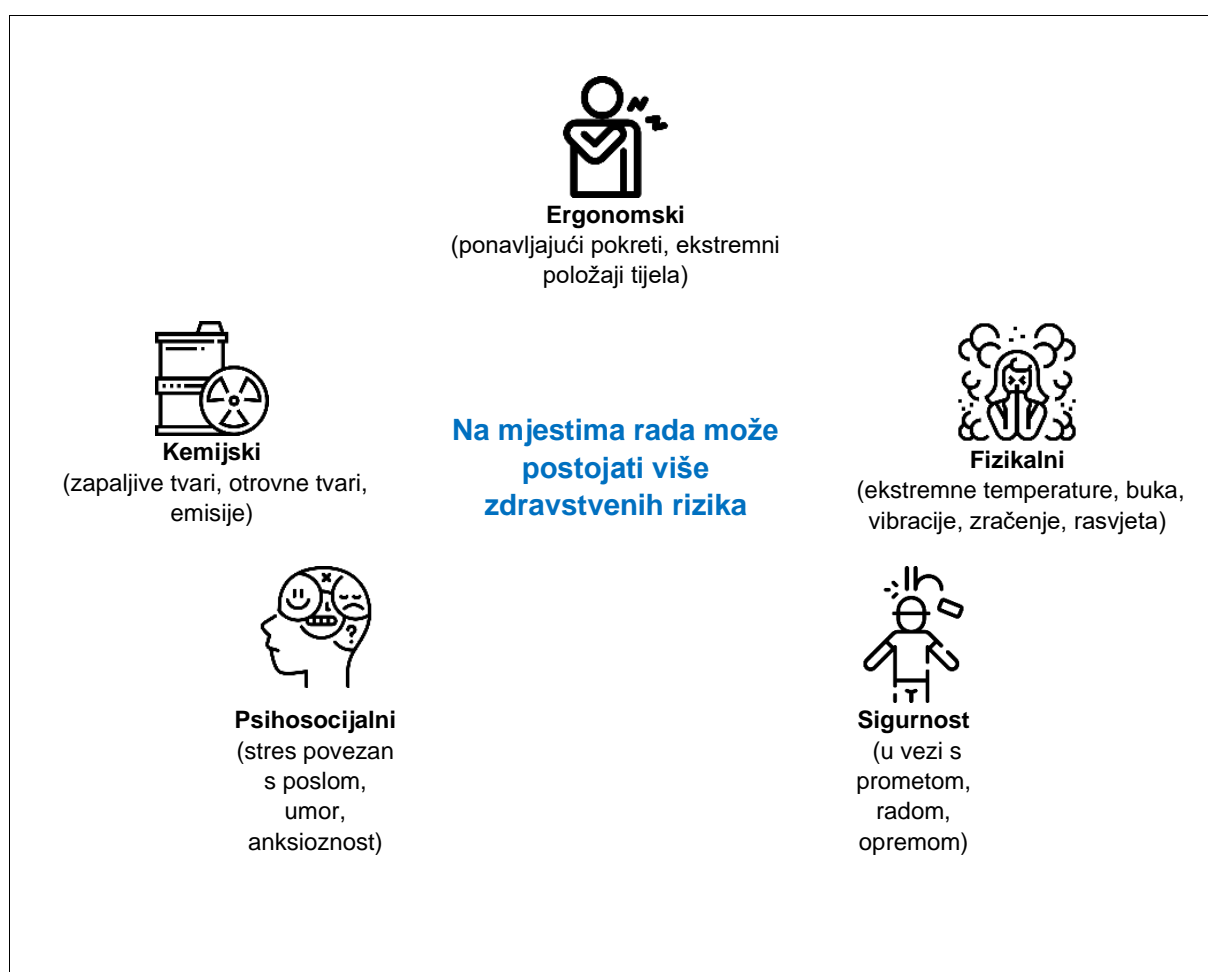 Ergonomski
(ponavljajući pokreti, ekstremni
položaji tijela)
Kemijski
(zapaljive tvari, otrovne tvari,
emisije)
Na mjestima rada može
postojati više
zdravstvenih rizika
Fizikalni
(ekstremne temperature, buka,
vibracije, zračenje, rasvjeta)
Psihosocijalni
(stres povezan
s poslom,
umor,
anksioznost)
Sigurnost
(u vezi s
prometom,
radom,
opremom)